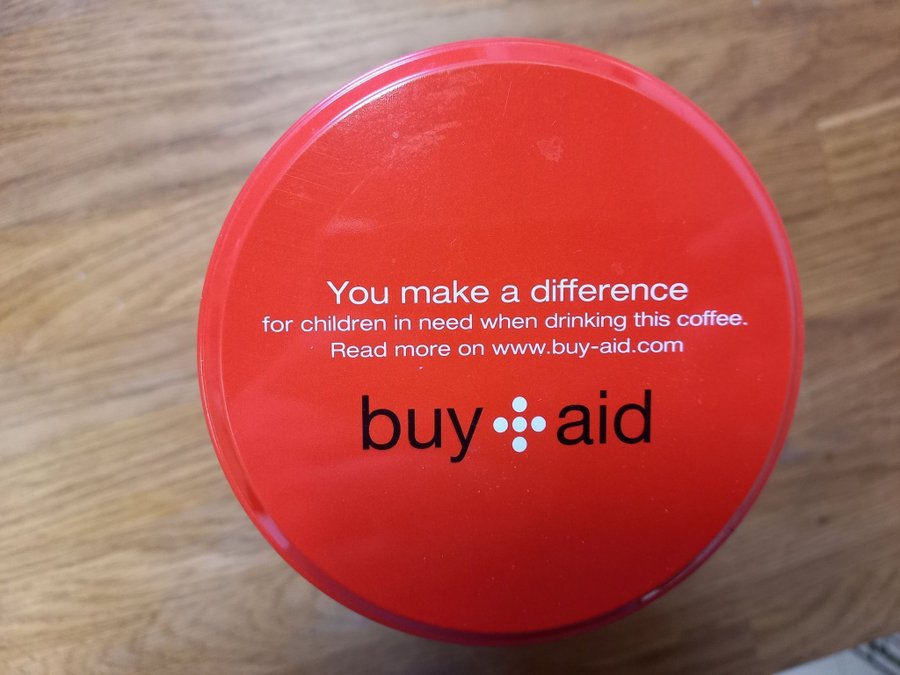 You make a difference
for children in need when drinking this coffee.
Read more on www.buy-aid.com
buy aid